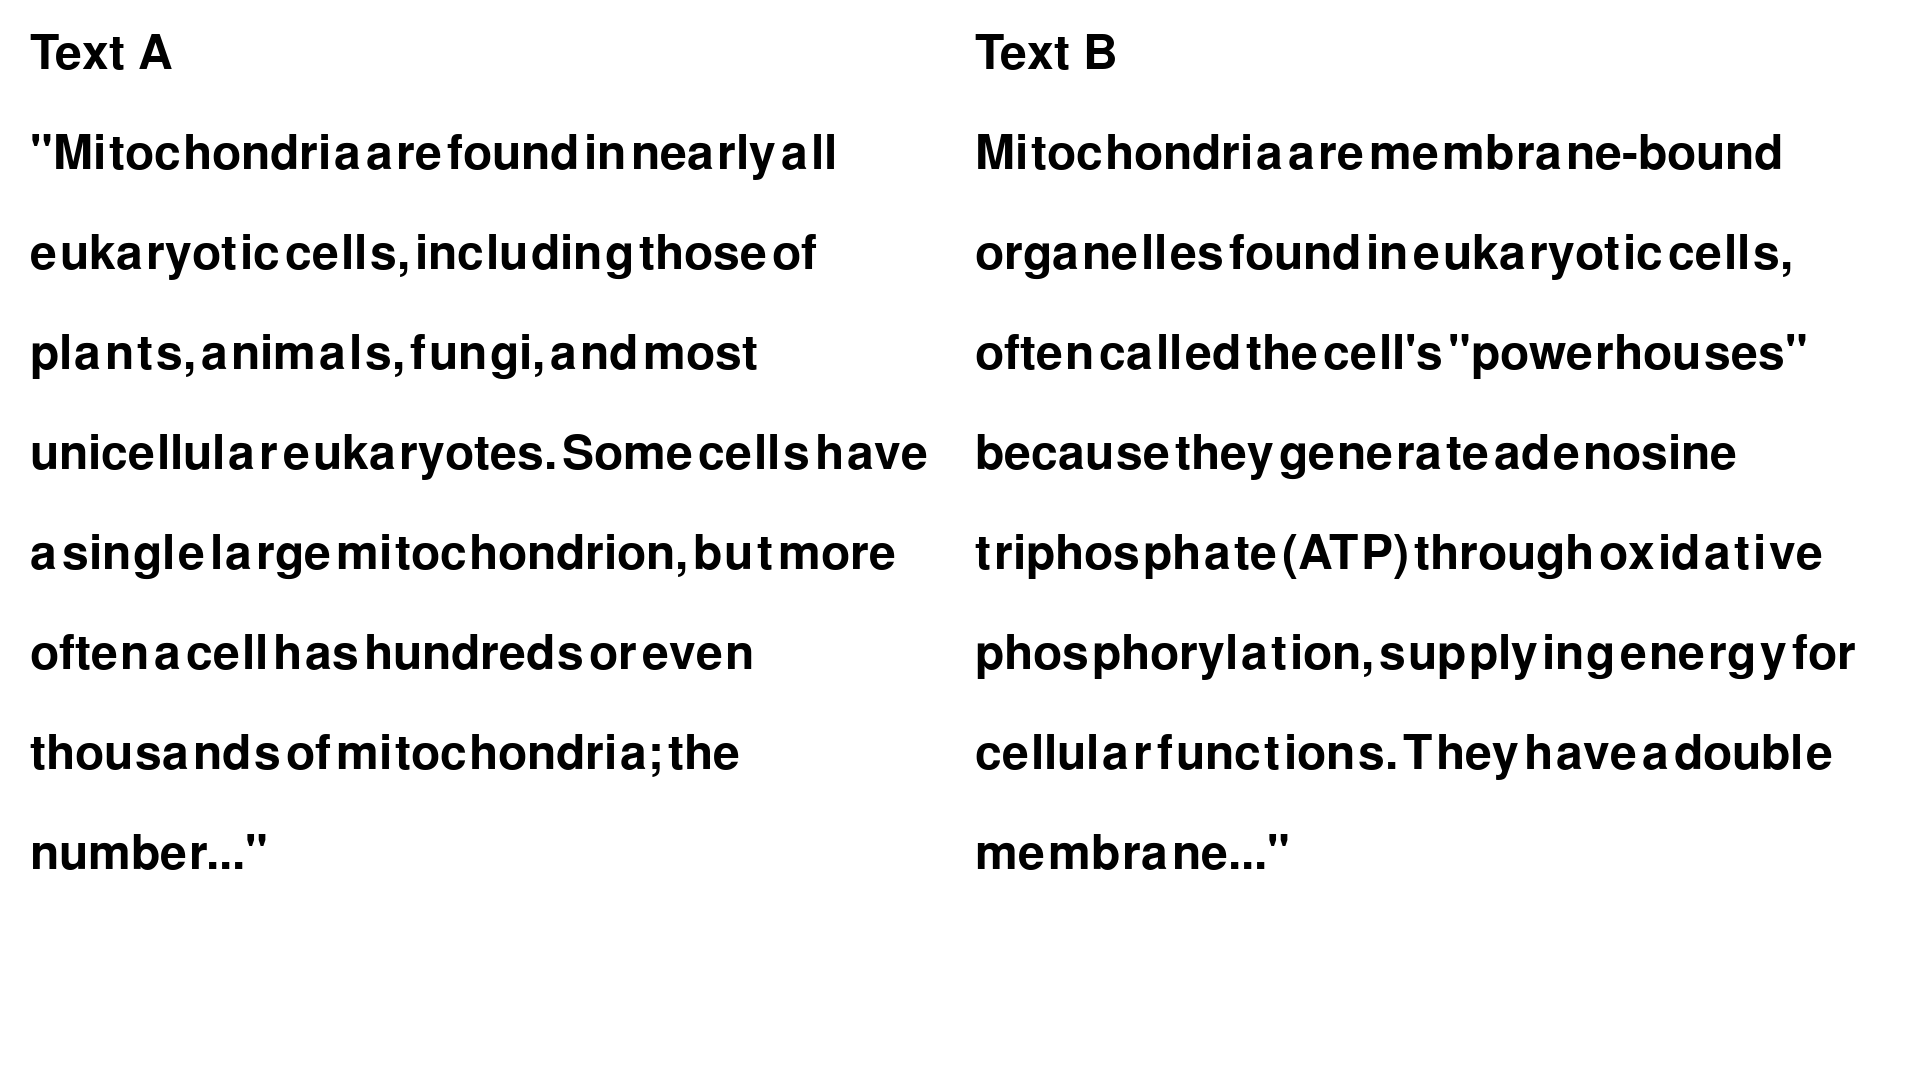 Text A
"Mitochondria are found in nearly all
eukaryotic cells, including those of
plants, animals, fungi, and most
unicellular eukaryotes. Some cells have
a single large mitochondrion, but more
often a cell has hundreds or even
thousands of mitochondria; the
number..."
Text B
Mitochondria are membrane-bound
organelles found in eukaryotic cells,
often called the cell's "powerhouses"
because they generate adenosine
triphosphate (ATP) through oxidative
phosphorylation, supplying energy for
cellular functions. They have a double
membrane..."